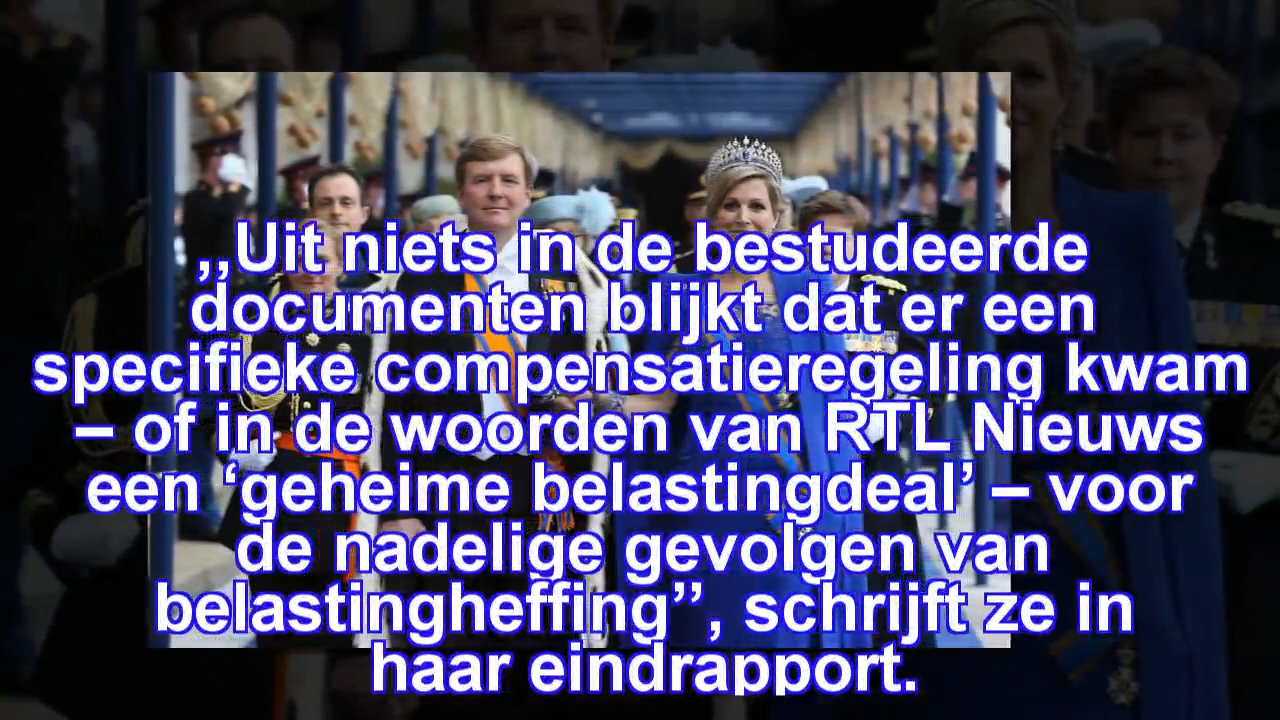 ,,Uit niets in de bestudeerde
documenten blijkt dat er een
specifieke compensatieregeling kwam
– of in de woorden van RTL Nieuws
een ‘geheime belastingdeal’ – voor
de nadelige gevolgen van
belastingheffing’’, schrijft ze in
haar eindrapport.